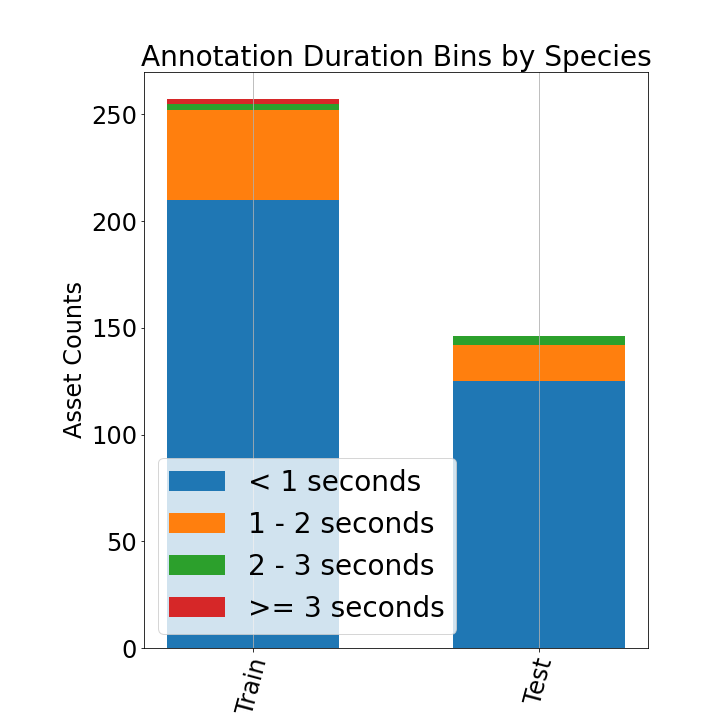 Annotation Duration Bins by Species
250
200
150
100
50
0
Asset Counts
< 1 seconds
1 - 2 seconds
2 - 3 seconds
>= 3 seconds
Train
Test